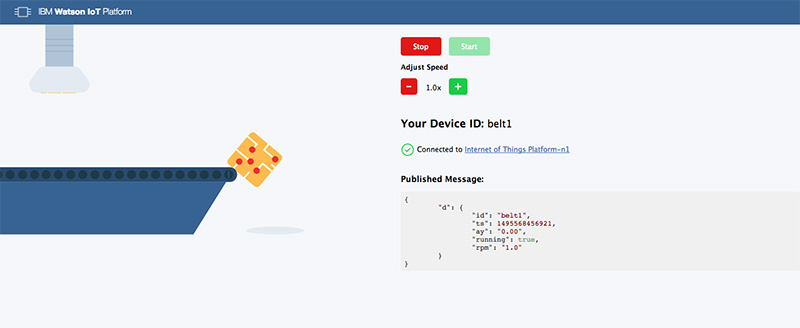 IBM Watson IoT Platform
Stop
Start
Adjust Speed
-
1.0x
+
Your Device ID: belt1
Connected to Internet of Things Platform-n1
Published Message:
{
"d": {
"id": "belt1",
"ts": 1495568456921,
"ay": "0.00",
"running": true,
"rpm": "1.0"
}
}